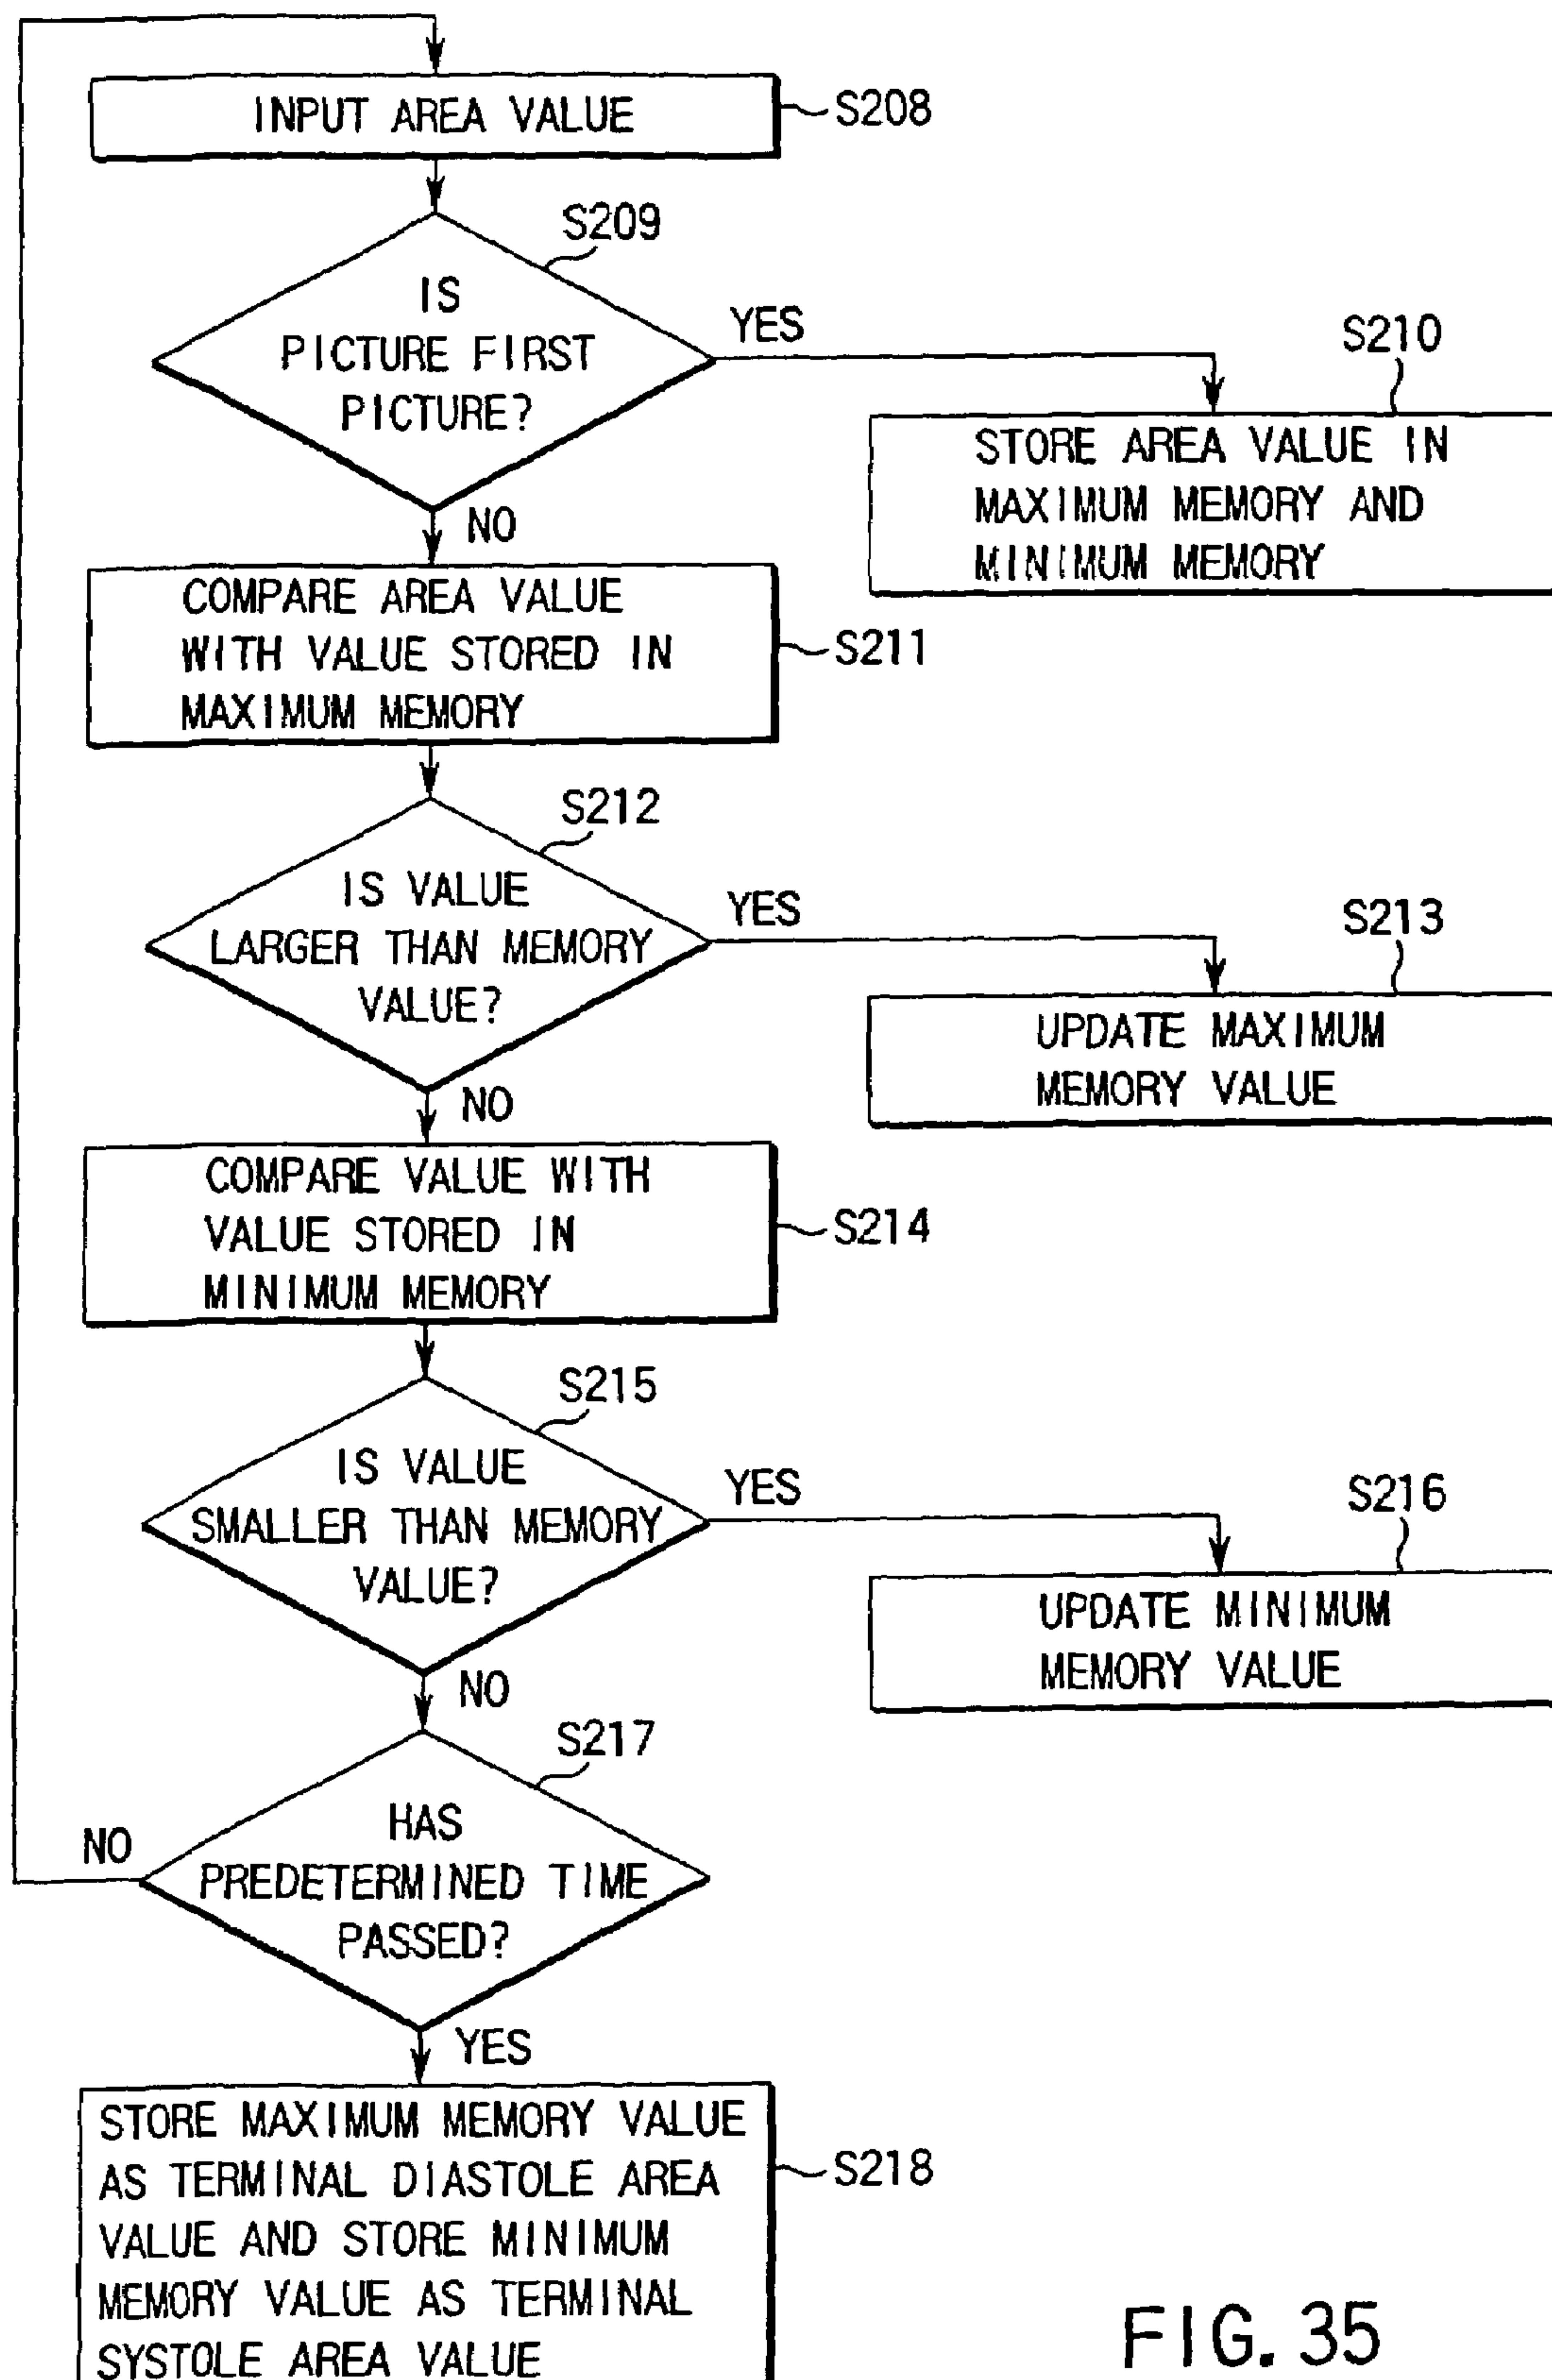 INPUT AREA VALUE
S208
S209
IS
PICTURE FIRST
PICTURE?
YES
S210
STORE AREA VALUE IN
MAXIMUM MEMORY AND
MINIMUM MEMORY
NO
COMPARE AREA VALUE
WITH VALUE STORED IN
MAXIMUM MEMORY
S211
S212
IS VALUE
LARGER THAN MEMORY
VALUE?
YES
S213
UPDATE MAXIMUM
MEMORY VALUE
NO
COMPARE VALUE WITH
VALUE STORED IN
MINIMUM MEMORY
S214
S215
IS VALUE
SMALLER THAN MEMORY
VALUE?
YES
S216
UPDATE MINIMUM
MEMORY VALUE
NO
S217
HAS
PREDETERMINED TIME
PASSED?
NO
YES
STORE MAXIMUM MEMORY VALUE
AS TERMINAL DIASTOLE AREA
VALUE AND STORE MINIMUM
MEMORY VALUE AS TERMINAL
SYSTOLE AREA VALUE
S218
FIG. 35